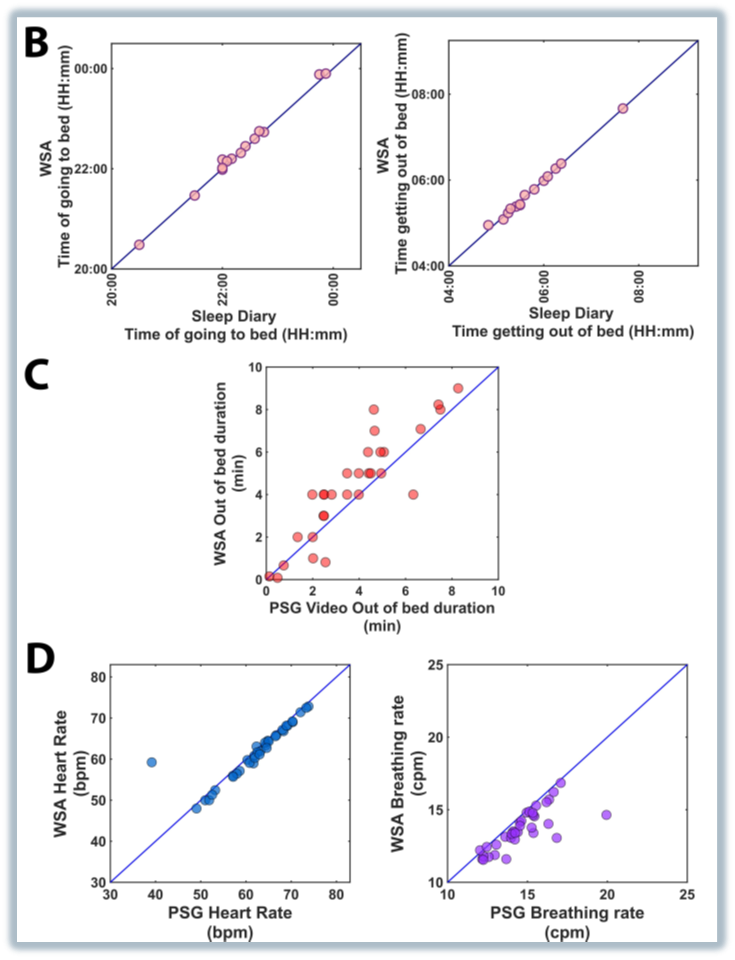 B
WSA
Time of going to bed (HH:mm)
00:00
22:00
20:00
20:00
22:00
00:00
Sleep Diary
Time of going to bed (HH:mm)
WSA
Time getting out of bed (HH:mm)
08:00
06:00
04:00
04:00
06:00
08:00
Sleep Diary
Time getting out of bed (HH:mm)
C
WSA Out of bed duration
(min)
10
8
6
4
2
0
0
2
4
6
8
10
PSG Video Out of bed duration
(min)
D
WSA Heart Rate
(bpm)
80
70
60
50
40
30
30
40
50
60
70
80
PSG Heart Rate
(bpm)
WSA Breathing rate
(cpm)
25
20
15
10
10
15
20
25
PSG Breathing rate
(cpm)